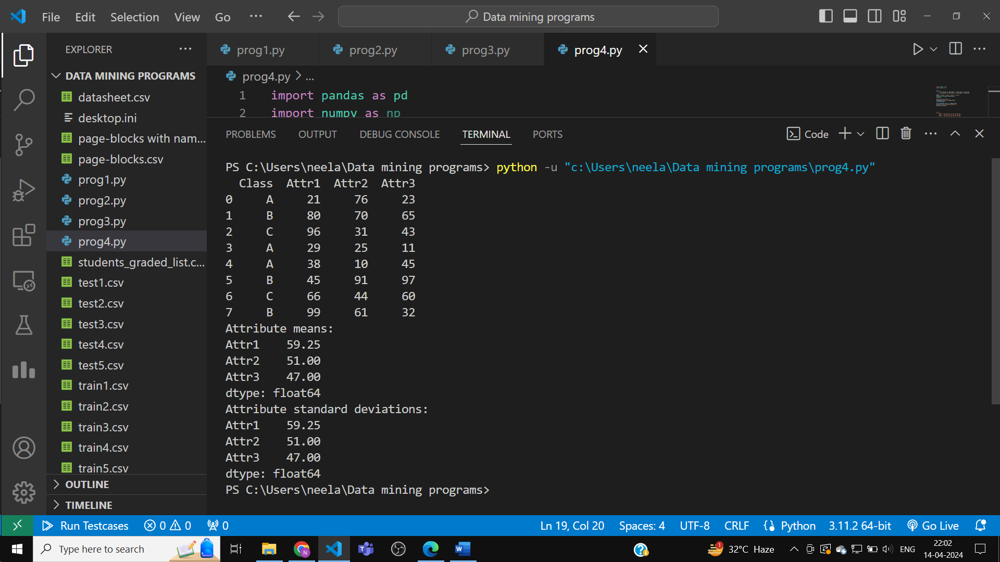 File Edit Selection View Go ...
Data mining programs
EXPLORER ...
prog1.py prog2.py prog3.py prog4.py
DATA MINING PROGRAMS
datasheet.csv
desktop.ini
page-blocks with nam...
page-blocks.csv
prog1.py
prog2.py
prog3.py
prog4.py
students_graded_list.c...
test1.csv
test2.csv
test3.csv
test4.csv
test5.csv
train1.csv
train2.csv
train3.csv
train4.csv
train5.csv
OUTLINE
TIMELINE
prog4.py > ...
1 import pandas as pd
2 import numpy as np
PROBLEMS OUTPUT DEBUG CONSOLE TERMINAL PORTS
Code
PS C:\Users\neela\Data mining programs> python -u "c:\Users\neela\Data mining programs\prog4.py"
Class Attr1 Attr2 Attr3
0 A 21 76 23
1 B 80 70 65
2 C 96 31 43
3 A 29 25 11
4 A 38 10 45
5 B 45 91 97
6 C 66 44 60
7 B 99 61 32
Attribute means:
Attr1 59.25
Attr2 51.00
Attr3 47.00
dtype: float64
Attribute standard deviations:
Attr1 59.25
Attr2 51.00
Attr3 47.00
dtype: float64
PS C:\Users\neela\Data mining programs>
Run Testcases 0 0 0
Ln 19, Col 20 Spaces: 4 UTF-8 CRLF Python 3.11.2 64-bit Go Live
Type here to search
1 32°C Haze
ENG
22:02
14-04-2024